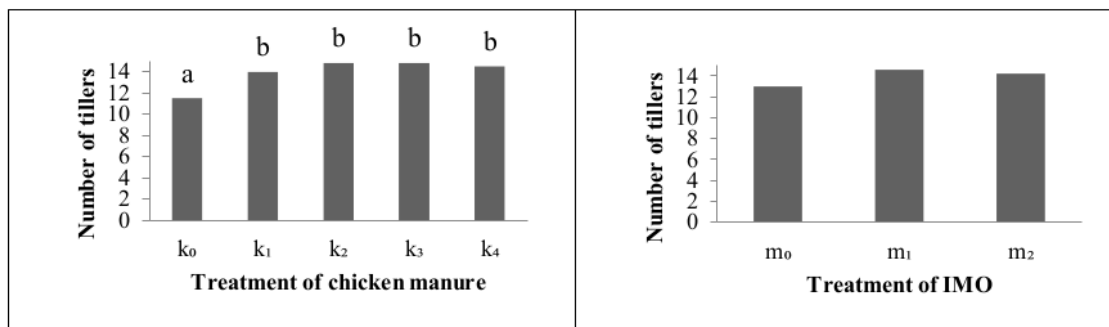 a b b b b
Number of tillers
14
12
10
8
6
4
2
0
k₀ k₁ k₂ k₃ k₄
Treatment of chicken manure
Number of tillers
14
12
10
8
6
4
2
0
m₀ m₁ m₂
Treatment of IMO